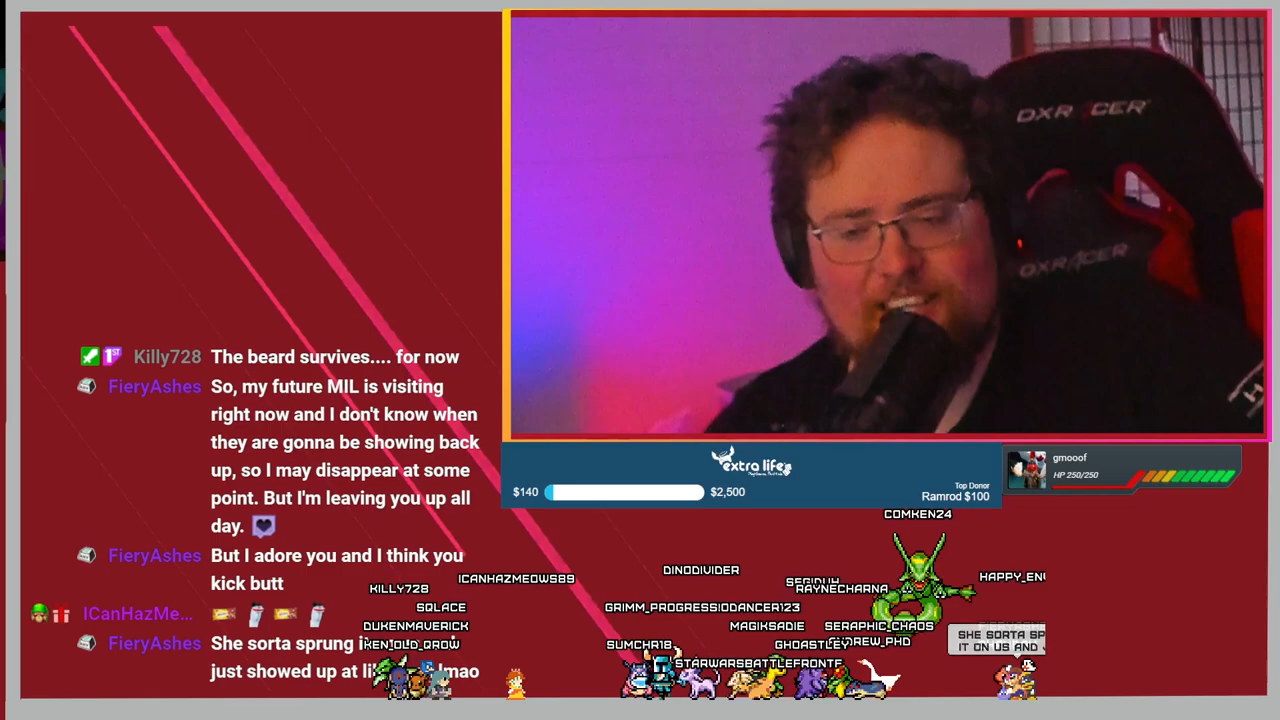 DXRACER
DXRACER
Killy728 The beard survives.... for now
FieryAshes So, my future MIL is visiting
right now and I don't know when
they are gonna be showing back
up, so I may disappear at some
point. But I'm leaving you up all
day.
FieryAshes But I adore you and I think you
kick butt
ICanHazMe...
FieryAshes She sorta sprung
just showed up at
lmao
extra life
$140
$2,500
Top Donor
Ramrod $100
gmooof
HP 250/250
COMKEN24
DINODIVIDER
ICANHAZMEOWS89
KILLY728
RAYNECHARNA
SQLACE
DUKENMAVERICK
MAGIKSADIE
SERAPHIC_CHAOS
SUMCHR18
GHOASTLEY
STARWARSBATTLEFRONTF
SHE SORTA SP
IT ON US AND